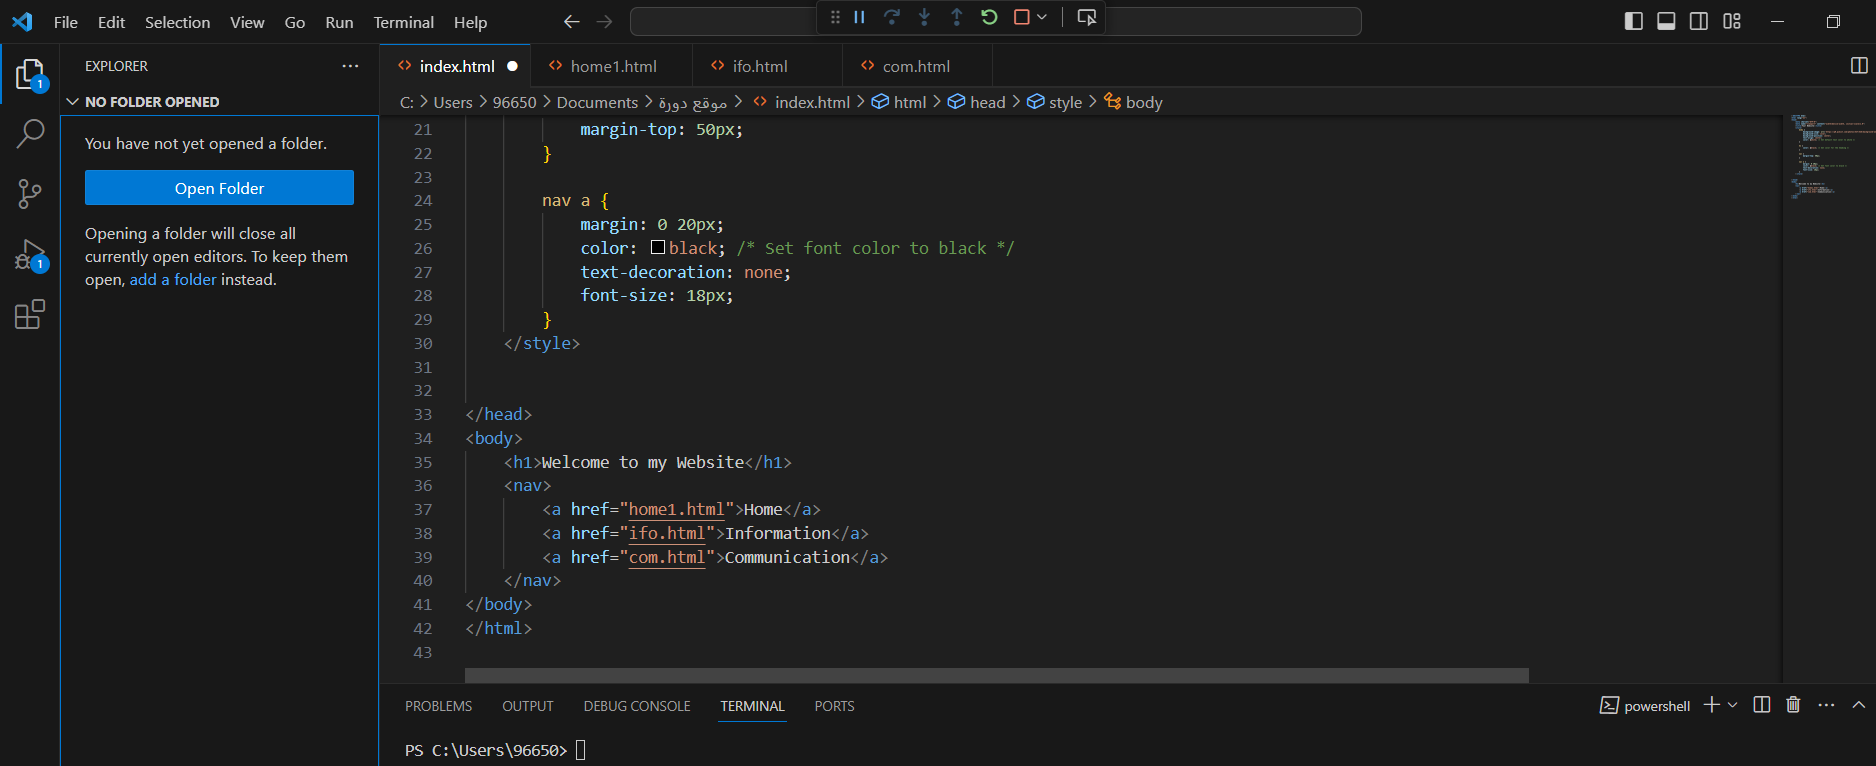 File Edit Selection View Go Run Terminal Help
EXPLORER
NO FOLDER OPENED
You have not yet opened a folder.
Open Folder
Opening a folder will close all
currently open editors. To keep them
open, add a folder instead.
1
1
index.html
home1.html
ifo.html
com.html
C: > Users > 96650 > Documents > موقع دورة > index.html > html > head > style > body
21 margin-top: 50px;
22 }
23
24 nav a {
25 margin: 0 20px;
26 color: black; /* Set font color to black */
27 text-decoration: none;
28 font-size: 18px;
29 }
30 </style>
31
32
33 </head>
34 <body>
35 <h1>Welcome to my Website</h1>
36 <nav>
37 <a href="home1.html">Home</a>
38 <a href="ifo.html">Information</a>
39 <a href="com.html">Communication</a>
40 </nav>
41 </body>
42 </html>
43
PROBLEMS OUTPUT DEBUG CONSOLE TERMINAL PORTS
powershell
PS C:\Users\96650>